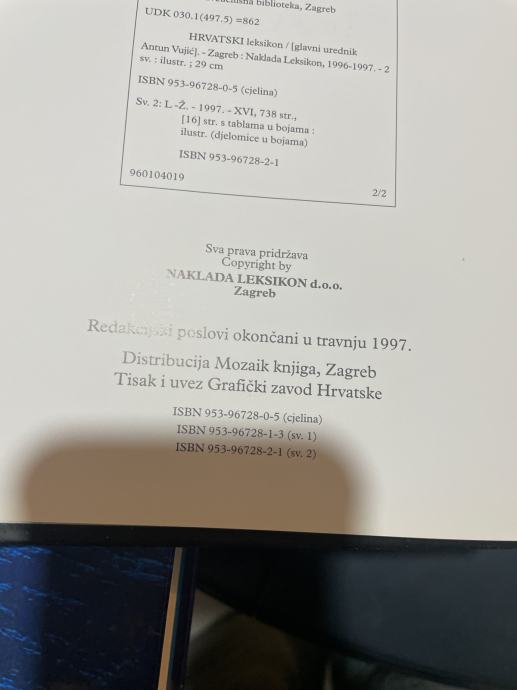 biblioteka, Zagreb
UDK 030.1(497.5) =862
HRVATSKI leksikon / [glavni urednik
Antun Vujić]. - Zagreb : Naklada Leksikon, 1996-1997. - 2
sv. : ilustr. ; 29 cm
ISBN 953-96728-0-5 (cjelina)
Sv. 2: L -Ž. - 1997. - XVI, 738 str.,
[16] str. s tablama u bojama :
ilustr. (djelomice u bojama)
ISBN 953-96728-2-1
960104019
2/2
Sva prava pridržava
Copyright by
NAKLADA LEKSIKON d.o.o.
Zagreb
Redakcijski poslovi okončani u travnju 1997.
Distribucija Mozaik knjiga, Zagreb
Tisak i uvez Grafički zavod Hrvatske
ISBN 953-96728-0-5 (cjelina)
ISBN 953-96728-1-3 (sv. 1)
ISBN 953-96728-2-1 (sv. 2)